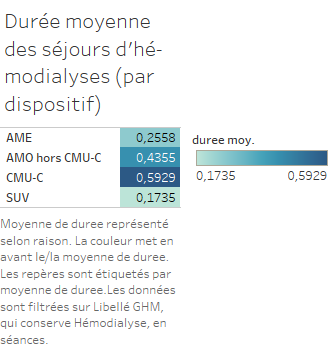 Durée moyenne
des séjours d'hé-
modialyses (par
dispositif)
AME 0,2558
AMO hors CMU-C 0,4355
CMU-C 0,5929
SUV 0,1735
duree moy.
0,1735 0,5929
Moyenne de duree représenté
selon raison. La couleur met en
avant le/la moyenne de duree.
Les repères sont étiquetés par
moyenne de duree.Les données
sont filtrées sur Libellé GHM,
qui conserve Hémodialyse, en
séances.